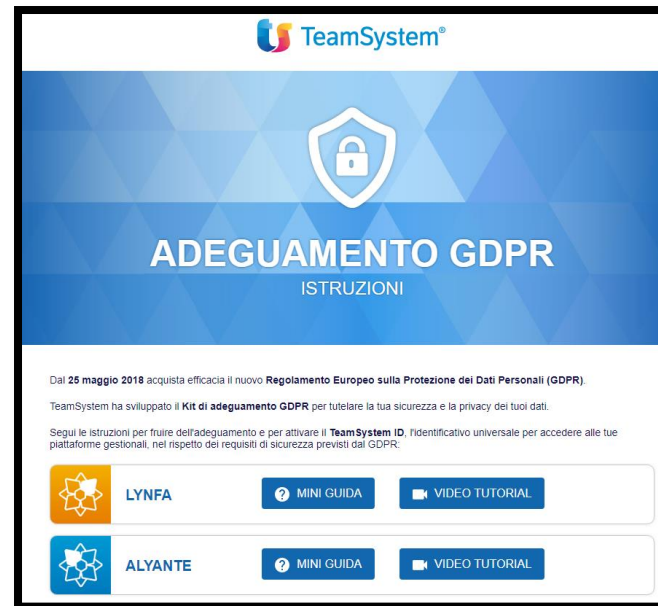 TeamSystem®
ADEGUAMENTO GDPR
ISTRUZIONI
Dal 25 maggio 2018 acquista efficacia il nuovo Regolamento Europeo sulla Protezione dei Dati Personali (GDPR).
TeamSystem ha sviluppato il Kit di adeguamento GDPR per tutelare la tua sicurezza e la privacy dei tuoi dati.
Segui le istruzioni per fruire dell'adeguamento e per attivare il TeamSystem ID, l'identificativo universale per accedere alle tue
piattaforme gestionali, nel rispetto dei requisiti di sicurezza previsti dal GDPR:
LYNFA ? MINI GUIDA VIDEO TUTORIAL
ALYANTE ? MINI GUIDA VIDEO TUTORIAL